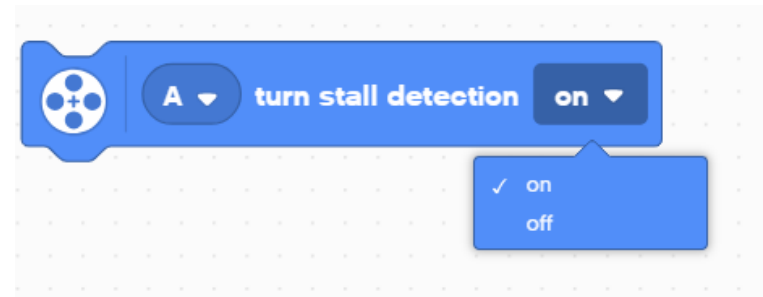 A turn stall detection on
✓ on
off